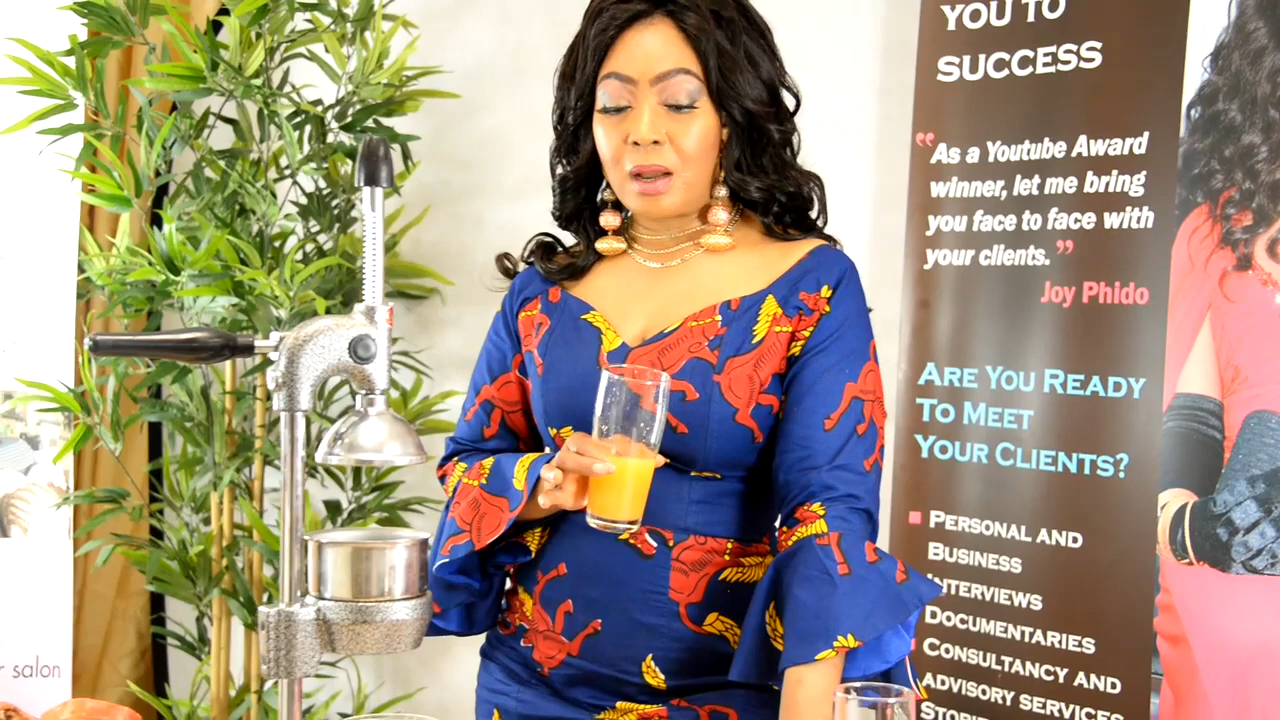 YOU TO
SUCCESS
"As a Youtube Award
winner, let me bring
you face to face with
your clients."
Joy Phido
ARE YOU READY
TO MEET
YOUR CLIENTS?
PERSONAL AND
BUSINESS
INTERVIEWS
DOCUMENTARIES
CONSULTANCY AND
ADVISORY SERVICES
salon